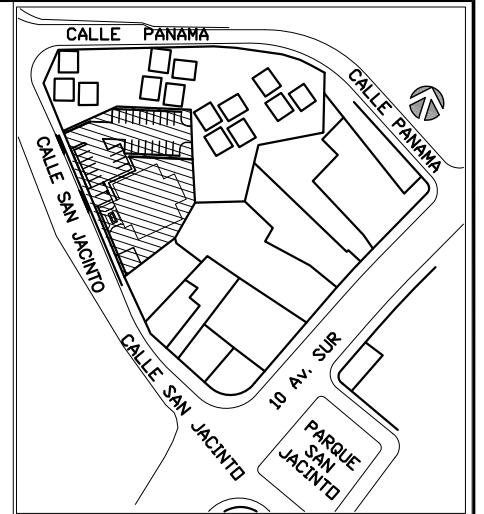 CALLE PANAMA
CALLE PANAMA
CALLE SAN JACINTO
CALLE SAN JACINTO
10 Av. SUR
PARQUE
SAN
JACINTO